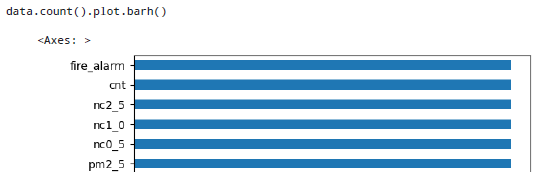 data.count().plot.barh()
<Axes: >
fire_alarm
cnt
nc2_5
nc1_0
nc0_5
pm2_5